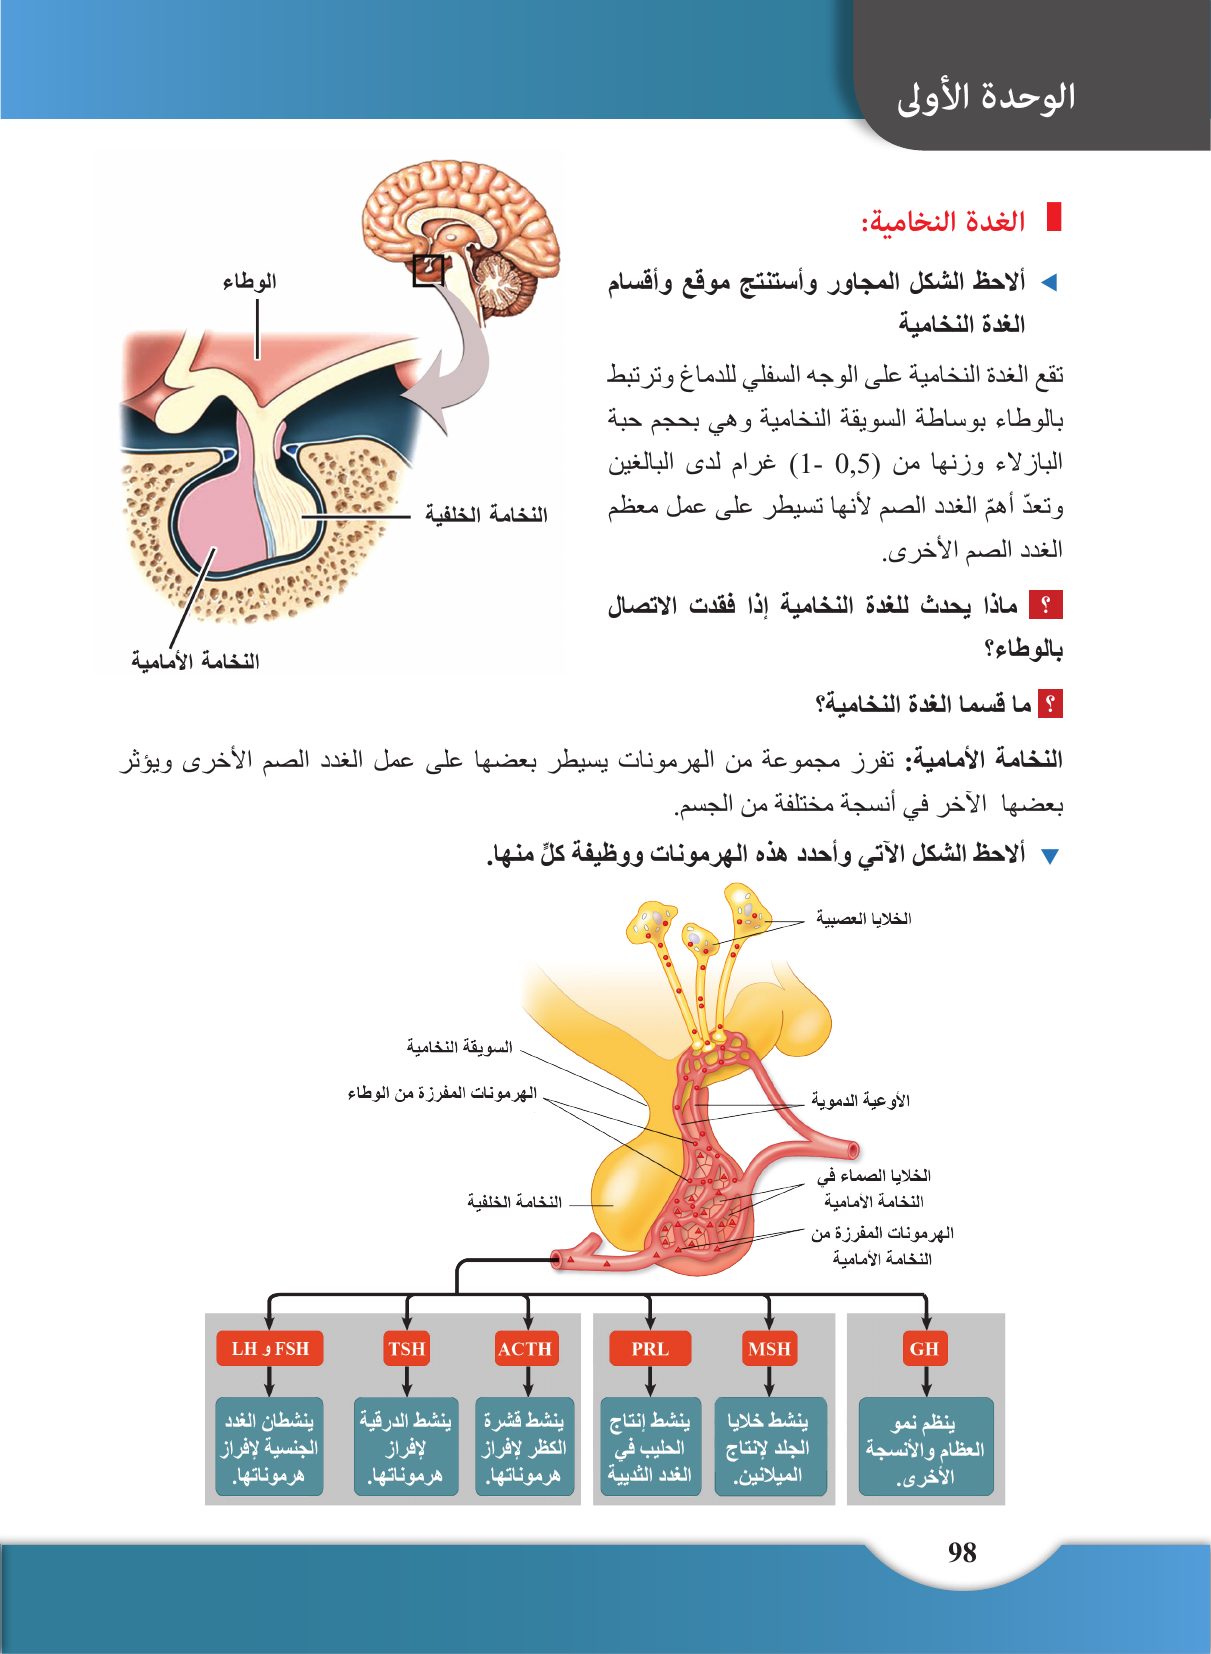 الوحدة الأولى
الغدة النخامية:
ألاحظ الشكل المجاور وأستنتج موقع وأقسام
الغدة النخامية
تقع الغدة النخامية على الوجه السفلي للدماغ وترتبط
بالوطاء بوساطة السويقة النخامية وهي بحجم حبة
البازلاء وزنها من (0,5 -1) غرام لدى البالغين
وتعدّ أهمّ الغدد الصم لأنها تسيطر على عمل معظم
الغدد الصم الأخرى.
؟ ماذا يحدث للغدة النخامية إذا فقدت الاتصال
بالوطاء؟
؟ ما قسما الغدة النخامية؟
الوطاء
النخامة الخلفية
النخامة الأمامية
النخامة الأمامية: تفرز مجموعة من الهرمونات يسيطر بعضها على عمل الغدد الصم الأخرى ويؤثر
بعضها الآخر في أنسجة مختلفة من الجسم.
ألاحظ الشكل الآتي وأحدد هذه الهرمونات ووظيفة كلٍّ منها.
الخلايا العصبية
السويقة النخامية
الهرمونات المفرزة من الوطاء
الأوعية الدموية
الخلايا الصماء في
النخامة الأمامية
النخامة الخلفية
الهرمونات المفرزة من
النخامة الأمامية
GH
ينظم نمو
العظام والأنسجة
الأخرى.
MSH
ينشط خلايا
الجلد لإنتاج
الميلانين.
PRL
ينشط إنتاج
الحليب في
الغدد الثديية
ACTH
ينشط قشرة
الكظر لإفراز
هرموناتها.
TSH
ينشط الدرقية
لإفراز
هرموناتها.
FSH و LH
ينشطان الغدد
الجنسية لإفراز
هرموناتها.
98